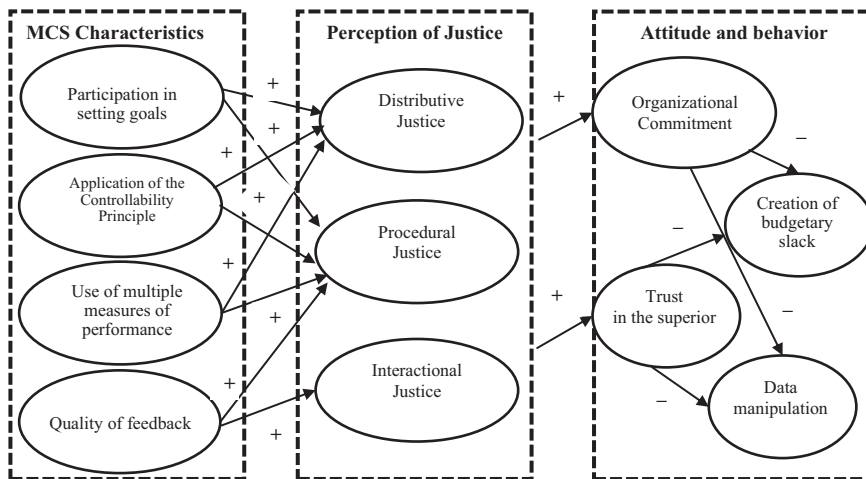 MCS Characteristics
Participation in
setting goals
Application of the
Controllability
Principle
Use of multiple
measures of
performance
Quality of feedback
+
+
+
+
+
+
+
+
Perception of Justice
Distributive
Justice
Procedural
Justice
Interactional
Justice
+
+
Attitude and behavior
Organizational
Commitment
−
Creation of
budgetary
slack
−
Trust
in the superior
−
−
Data
manipulation